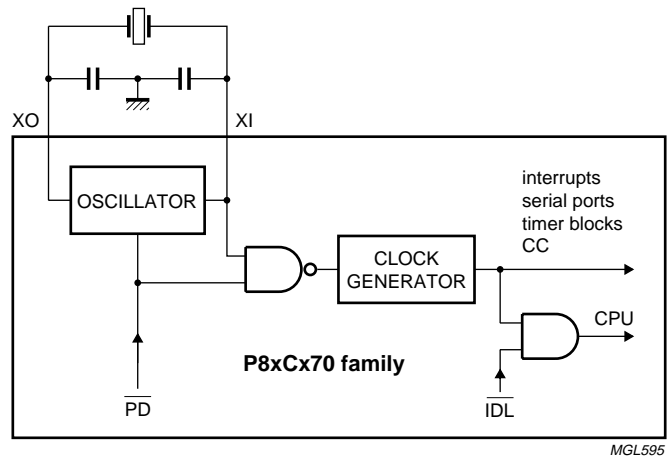 XO
XI
OSCILLATOR
interrupts
serial ports
timer blocks
CC
CLOCK
GENERATOR
CPU
P8xCx70 family
PD
IDL
MGL595